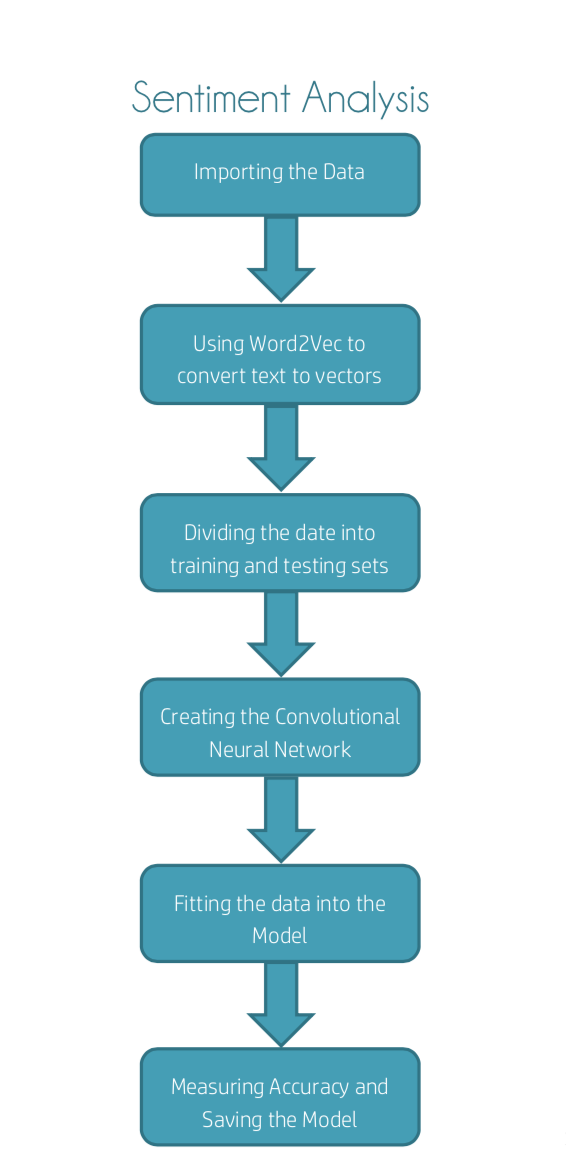 Sentiment Analysis
Importing the Data
Using Word2Vec to
convert text to vectors
Dividing the date into
training and testing sets
Creating the Convolutional
Neural Network
Fitting the data into the
Model
Measuring Accuracy and
Saving the Model